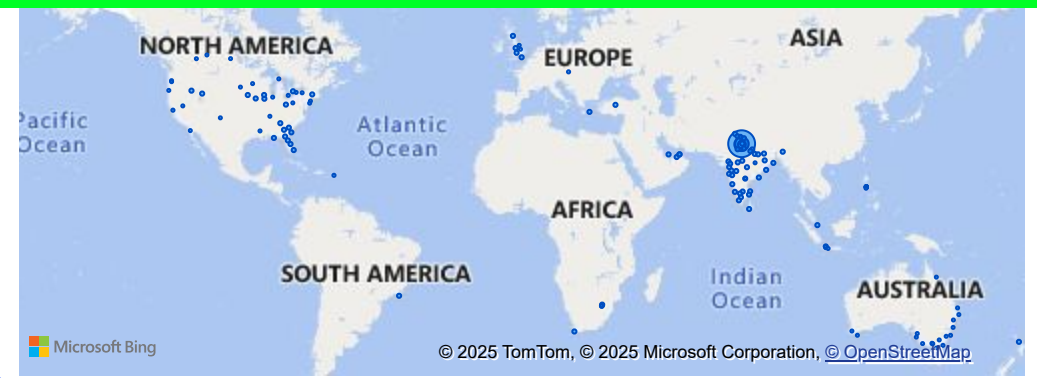 NORTH AMERICA
EUROPE
ASIA
Pacific
Ocean
Atlantic
Ocean
AFRICA
SOUTH AMERICA
Indian
Ocean
AUSTRALIA
Microsoft Bing
© 2025 TomTom, © 2025 Microsoft Corporation, © OpenStreetMap